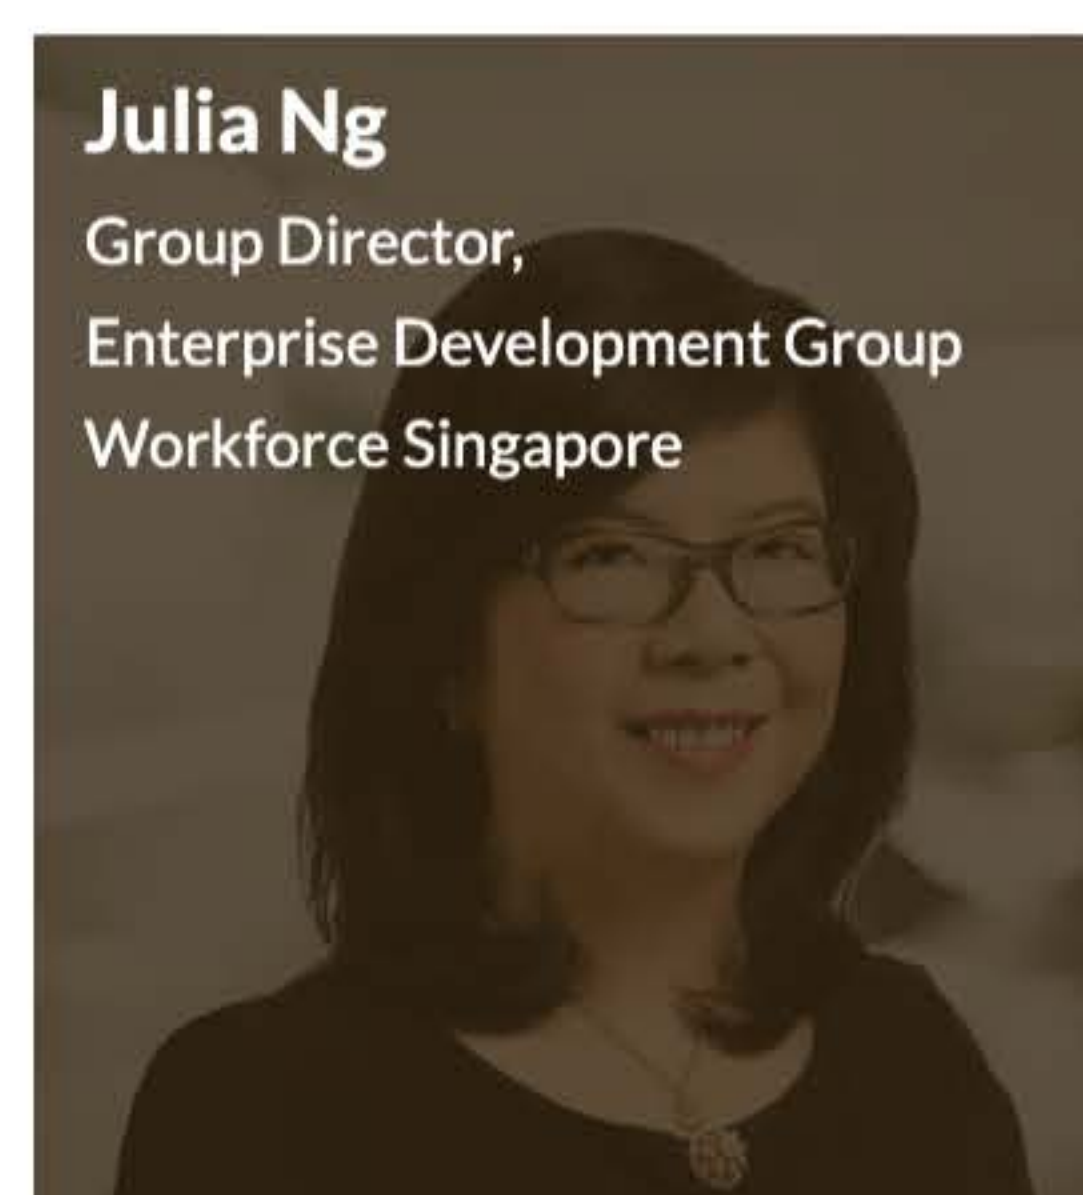 Julia Ng
Group Director,
Enterprise Development Group
Workforce Singapore